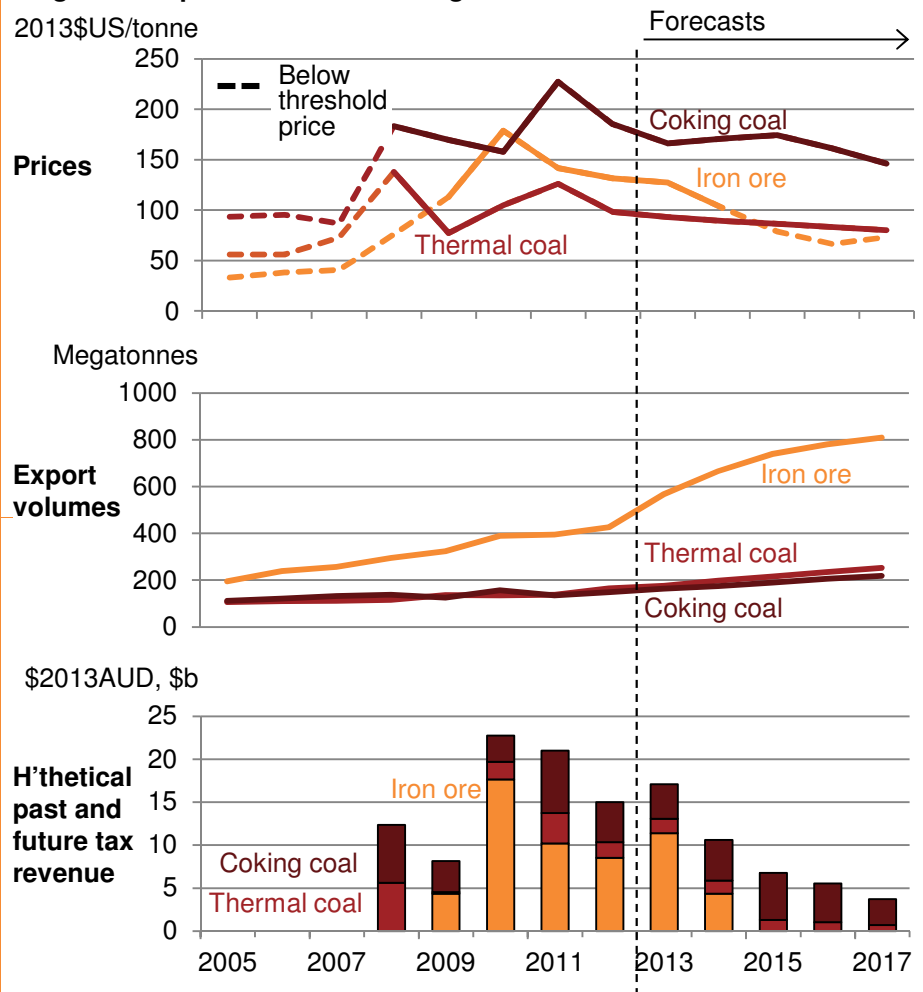 2013$US/tonne
Forecasts
250
200
150
100
50
0
Below
threshold
price
Prices
Coking coal
Iron ore
Thermal coal
Megatonnes
1000
800
600
400
200
0
Export
volumes
Iron ore
Thermal coal
Coking coal
$2013AUD, $b
25
20
15
10
5
0
H'thetical
past and
future tax
revenue
Iron ore
Coking coal
Thermal coal
2005 2007 2009 2011 2013 2015 2017